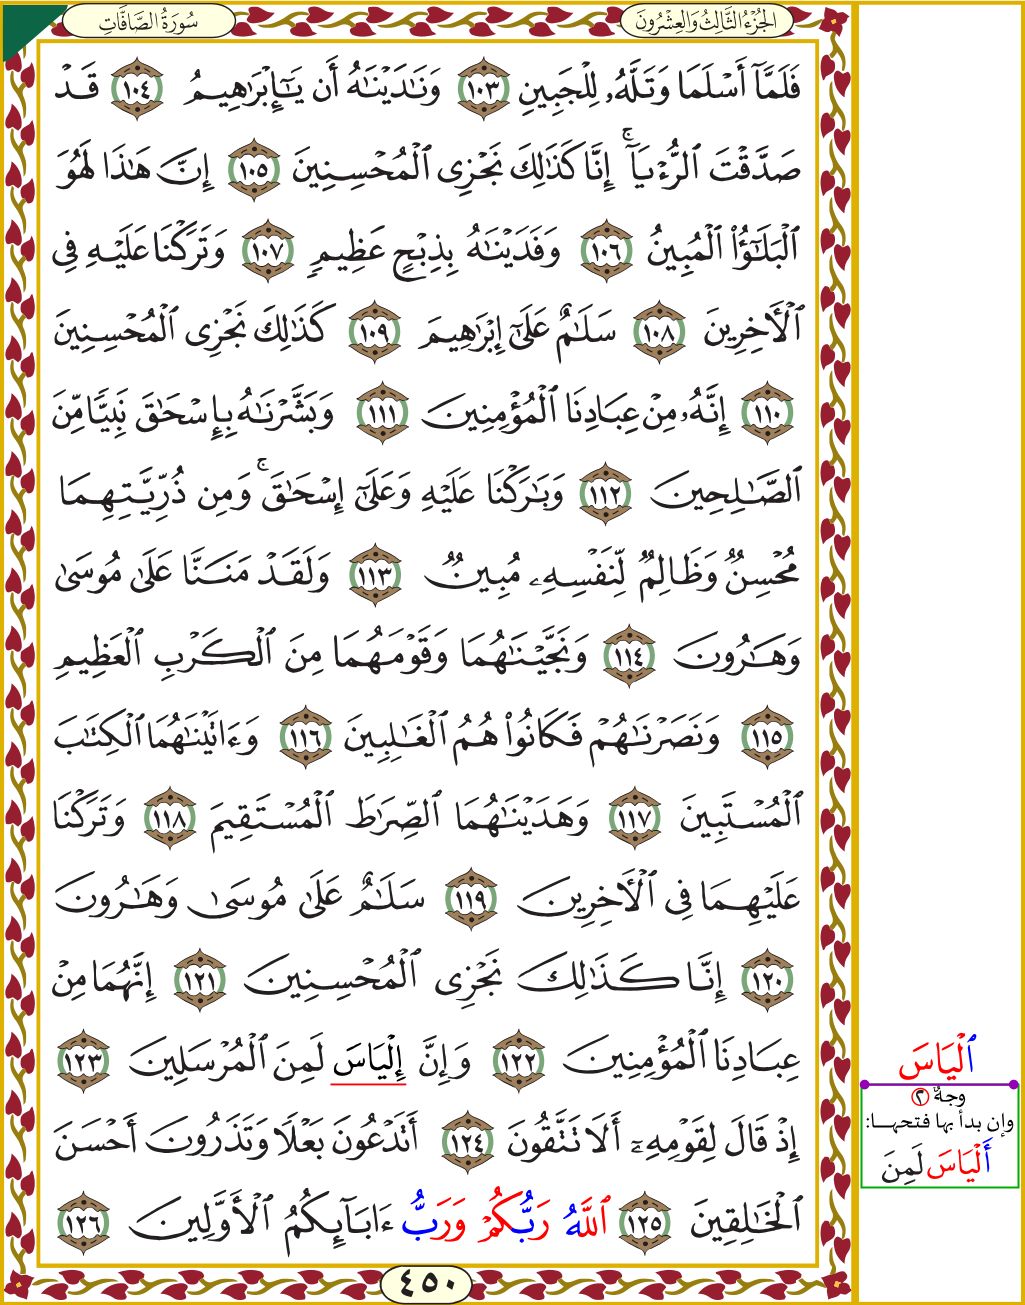 سُورَةُ الصَّافَّاتِ
الجُزْءُ الثَّالِثُ وَالعِشْرُونَ
فَلَمَّآ أَسْلَمَا وَتَلَّهُۥ لِلْجَبِينِ ١٠٣ وَنَٰدَيْنَٰهُ أَن يَٰٓإِبْرَٰهِيمُ ١٠٤ قَدْ
صَدَّقْتَ ٱلرُّءْيَآ ۚ إِنَّا كَذَٰلِكَ نَجْزِى ٱلْمُحْسِنِينَ ١٠٥ إِنَّ هَٰذَا لَهُوَ
ٱلْبَلَٰٓؤُا۟ ٱلْمُبِينُ ١٠٦ وَفَدَيْنَٰهُ بِذِبْحٍ عَظِيمٍ ١٠٧ وَتَرَكْنَا عَلَيْهِ فِى
ٱلْءَاخِرِينَ ١٠٨ سَلَٰمٌ عَلَىٰٓ إِبْرَٰهِيمَ ١٠٩ كَذَٰلِكَ نَجْزِى ٱلْمُحْسِنِينَ
١١٠ إِنَّهُۥ مِنْ عِبَادِنَا ٱلْمُؤْمِنِينَ ١١١ وَبَشَّرْنَٰهُ بِإِسْحَٰقَ نَبِيًّا مِّنَ
ٱلصَّٰلِحِينَ ١١٢ وَبَٰرَكْنَا عَلَيْهِ وَعَلَىٰٓ إِسْحَٰقَ ۚ وَمِن ذُرِّيَّتِهِمَا
مُحْسِنٌ وَظَالِمٌ لِّنَفْسِهِۦ مُبِينٌ ١١٣ وَلَقَدْ مَنَنَّا عَلَىٰ مُوسَىٰ
وَهَٰرُونَ ١١٤ وَنَجَّيْنَٰهُمَا وَقَوْمَهُمَا مِنَ ٱلْكَرْبِ ٱلْعَظِيمِ
١١٥ وَنَصَرْنَٰهُمْ فَكَانُوا۟ هُمُ ٱلْغَٰلِبِينَ ١١٦ وَءَاتَيْنَٰهُمَا ٱلْكِتَٰبَ
ٱلْمُسْتَبِينَ ١١٧ وَهَدَيْنَٰهُمَا ٱلصِّرَٰطَ ٱلْمُسْتَقِيمَ ١١٨ وَتَرَكْنَا
عَلَيْهِمَا فِى ٱلْءَاخِرِينَ ١١٩ سَلَٰمٌ عَلَىٰ مُوسَىٰ وَهَٰرُونَ
١٢٠ إِنَّا كَذَٰلِكَ نَجْزِى ٱلْمُحْسِنِينَ ١٢١ إِنَّهُمَا مِنْ
عِبَادِنَا ٱلْمُؤْمِنِينَ ١٢٢ وَإِنَّ إِلْيَاسَ لَمِنَ ٱلْمُرْسَلِينَ ١٢٣
إِذْ قَالَ لِقَوْمِهِۦٓ أَلَا تَتَّقُونَ ١٢٤ أَتَدْعُونَ بَعْلًا وَتَذَرُونَ أَحْسَنَ
ٱلْخَٰلِقِينَ ١٢٥ ٱللَّهُ رَبُّكُمْ وَرَبُّ ءَابَآئِكُمُ ٱلْأَوَّلِينَ ١٢٦
٤٥٠
ٱلْيَاسَ
وجهٌ ٢
وإن بدأ بها فتحهـا:
أَلْيَاسَ لَمِنَ